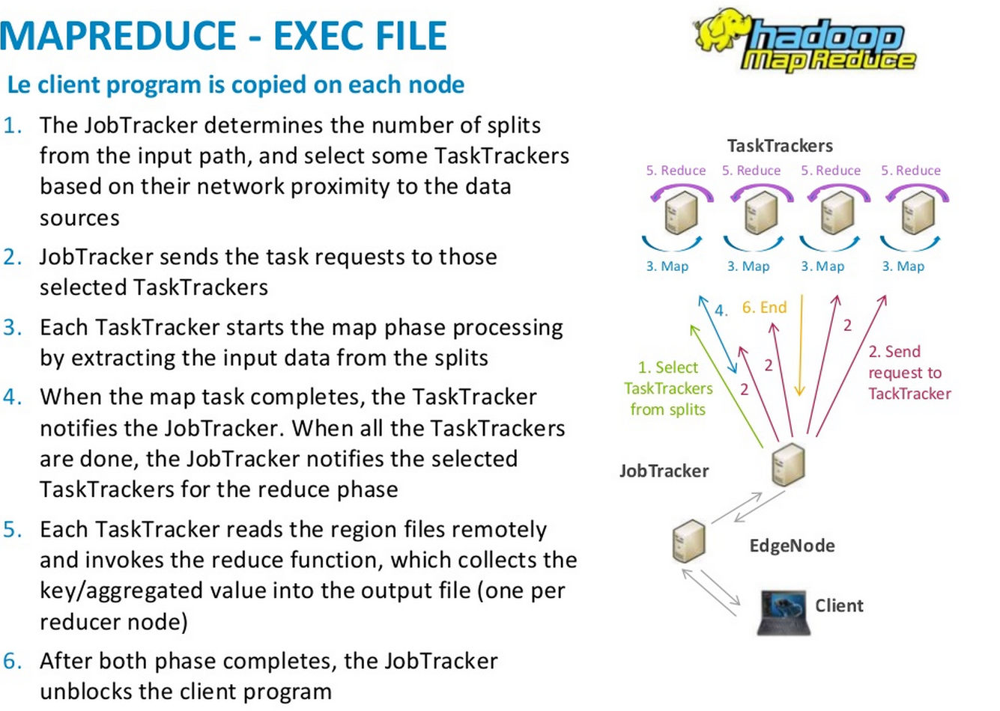 MAPREDUCE - EXEC FILE
hadoop
MapReduce
Le client program is copied on each node
1. The JobTracker determines the number of splits
from the input path, and select some TaskTrackers
based on their network proximity to the data
sources
2. JobTracker sends the task requests to those
selected TaskTrackers
3. Each TaskTracker starts the map phase processing
by extracting the input data from the splits
4. When the map task completes, the TaskTracker
notifies the JobTracker. When all the TaskTrackers
are done, the JobTracker notifies the selected
TaskTrackers for the reduce phase
5. Each TaskTracker reads the region files remotely
and invokes the reduce function, which collects the
key/aggregated value into the output file (one per
reducer node)
6. After both phase completes, the JobTracker
unblocks the client program
TaskTrackers
5. Reduce 5. Reduce 5. Reduce 5. Reduce
3. Map 3. Map 3. Map 3. Map
4. 6. End
2
1. Select
TaskTrackers
from splits
2
2
2. Send
request to
TackTracker
JobTracker
EdgeNode
Client